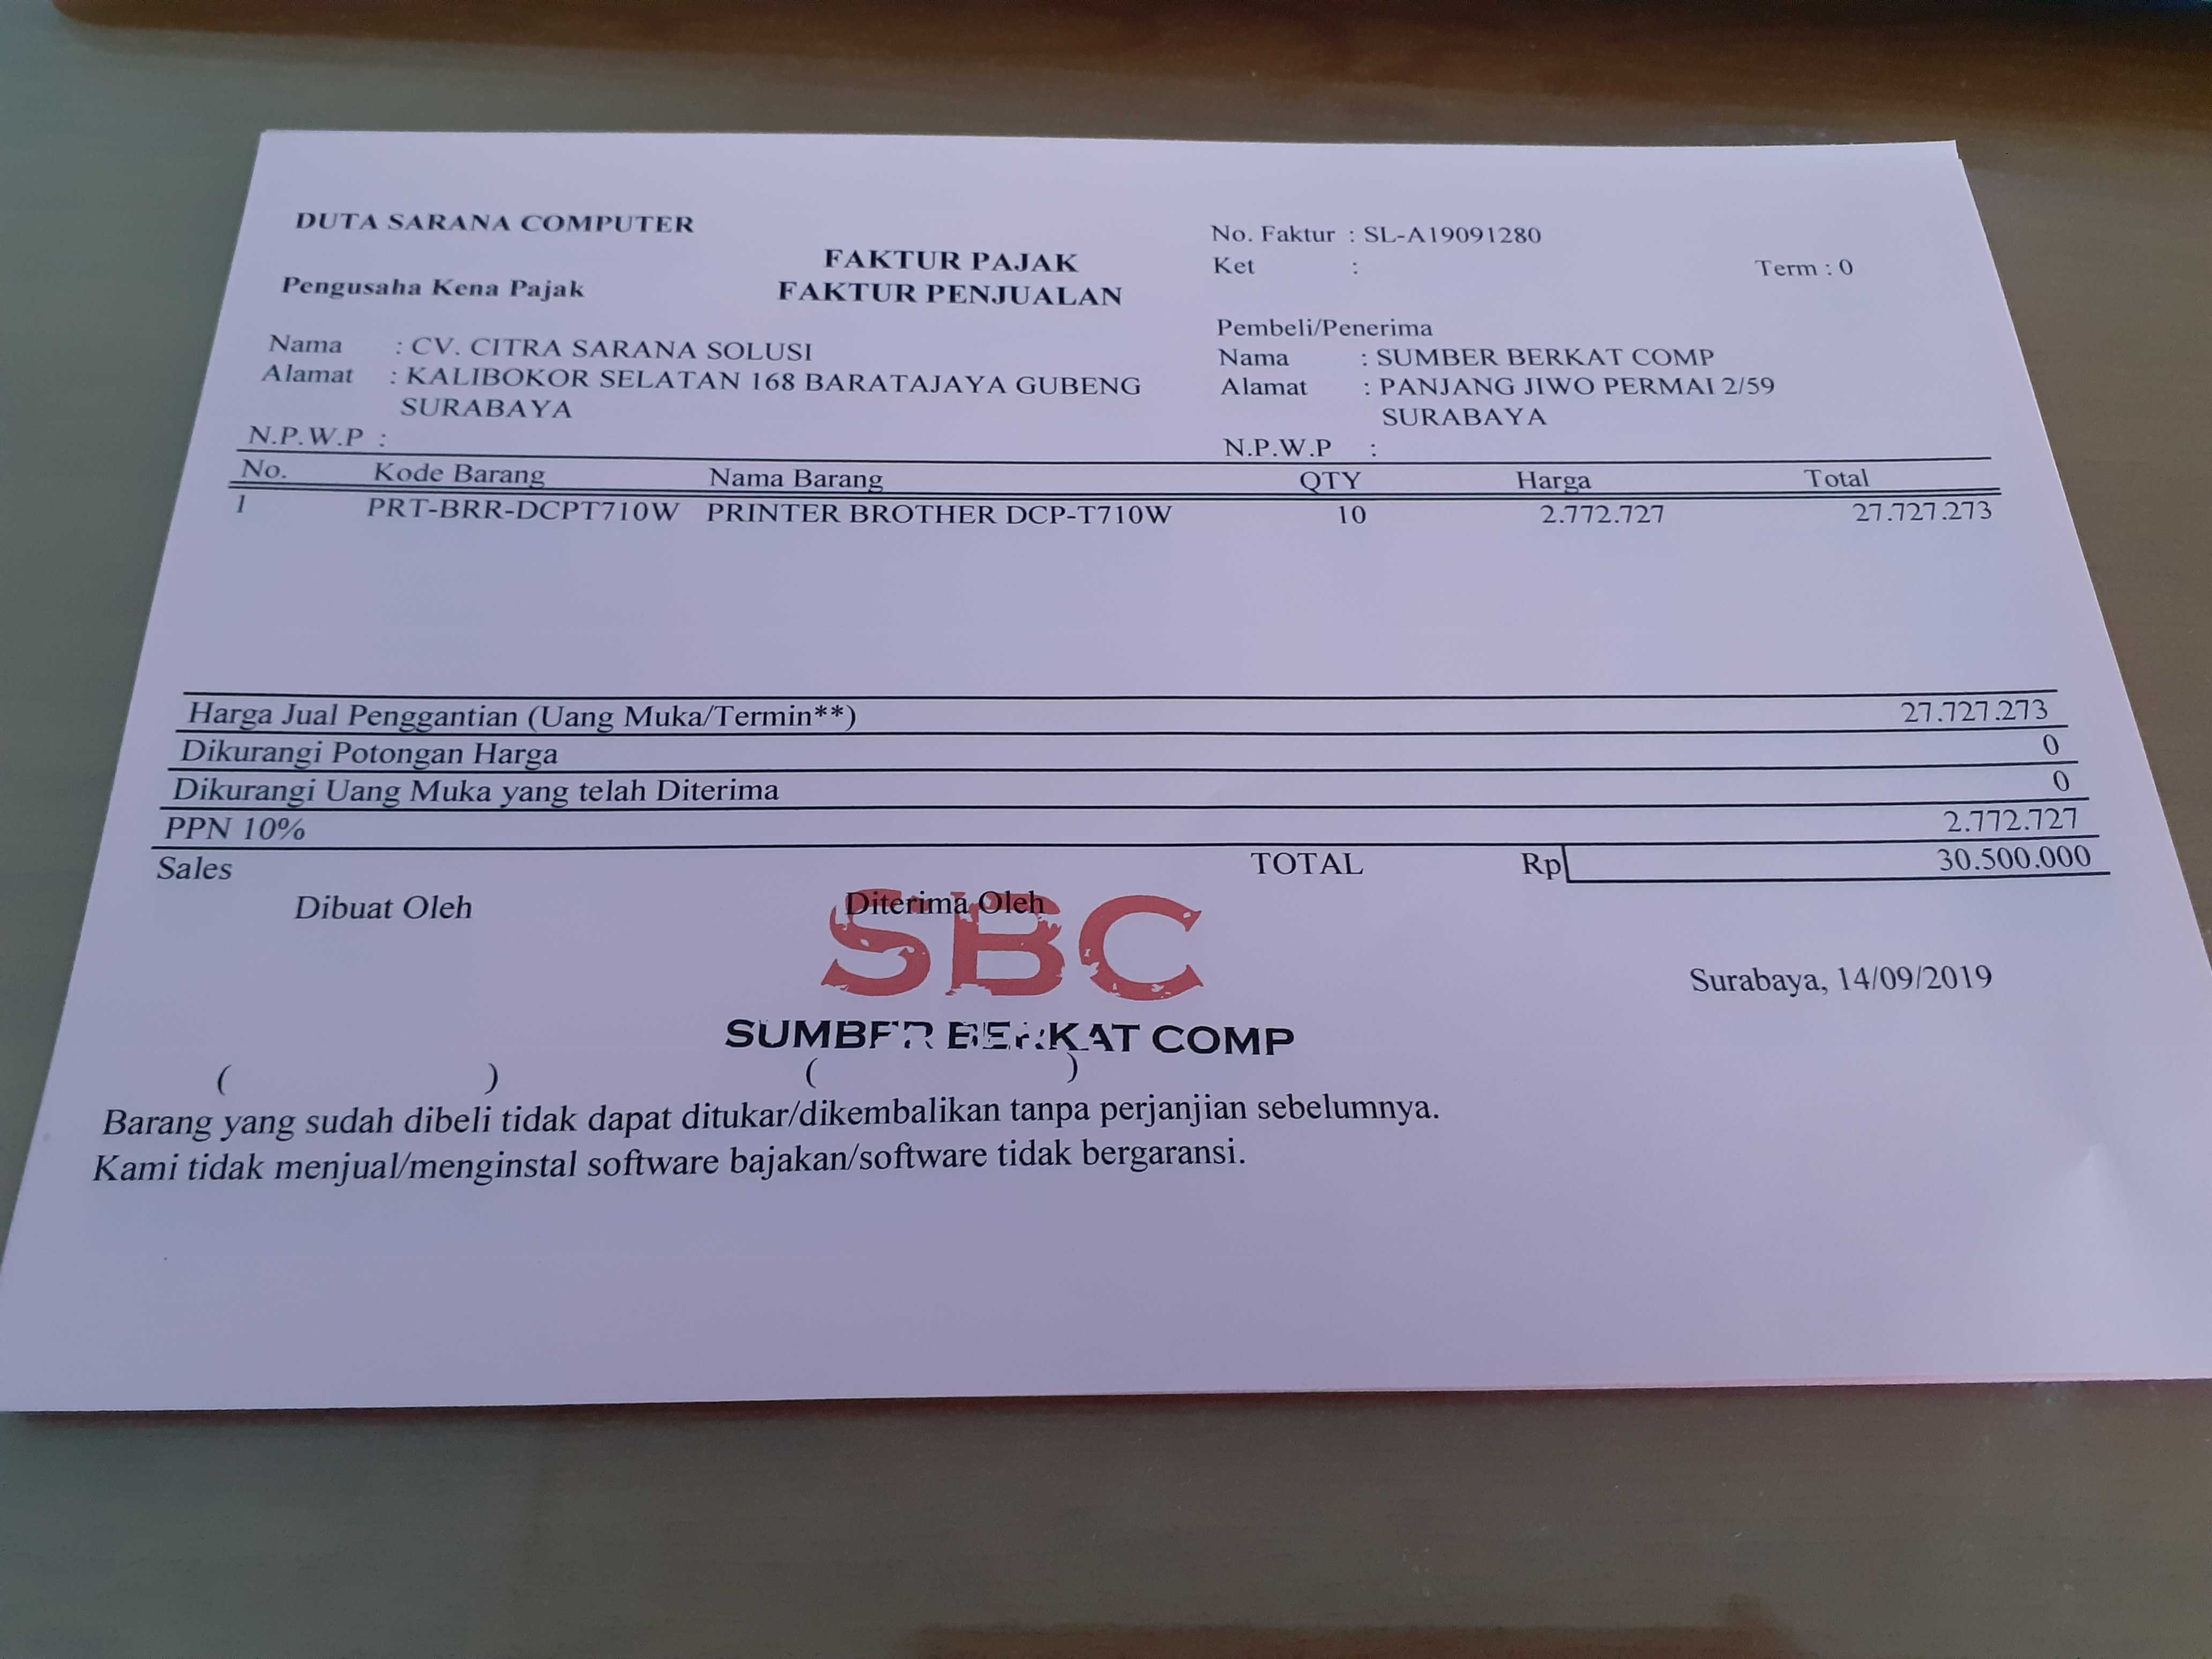 DUTA SARANA COMPUTER
FAKTUR PAJAK
FAKTUR PENJUALAN
No. Faktur : SL-A19091280
Ket :
Term : 0
Pengusaha Kena Pajak
Nama : CV. CITRA SARANA SOLUSI
Alamat : KALIBOKOR SELATAN 168 BARATAJAYA GUBENG
SURABAYA
N.P.W.P :
Pembeli/Penerima
Nama : SUMBER BERKAT COMP
Alamat : PANJANG JIWO PERMAI 2/59
SURABAYA
N.P.W.P :
No. Kode Barang Nama Barang QTY Harga Total
1 PRT-BRR-DCPT710W PRINTER BROTHER DCP-T710W 10 2.772.727 27.727.273
Harga Jual Penggantian (Uang Muka/Termin**) 27.727.273
Dikurangi Potongan Harga 0
Dikurangi Uang Muka yang telah Diterima 0
PPN 10% 2.772.727
Sales TOTAL Rp 30.500.000
Dibuat Oleh Diterima Oleh
SBC
Surabaya, 14/09/2019
SUMBER BERKAT COMP
( ) ( )
Barang yang sudah dibeli tidak dapat ditukar/dikembalikan tanpa perjanjian sebelumnya.
Kami tidak menjual/menginstal software bajakan/software tidak bergaransi.